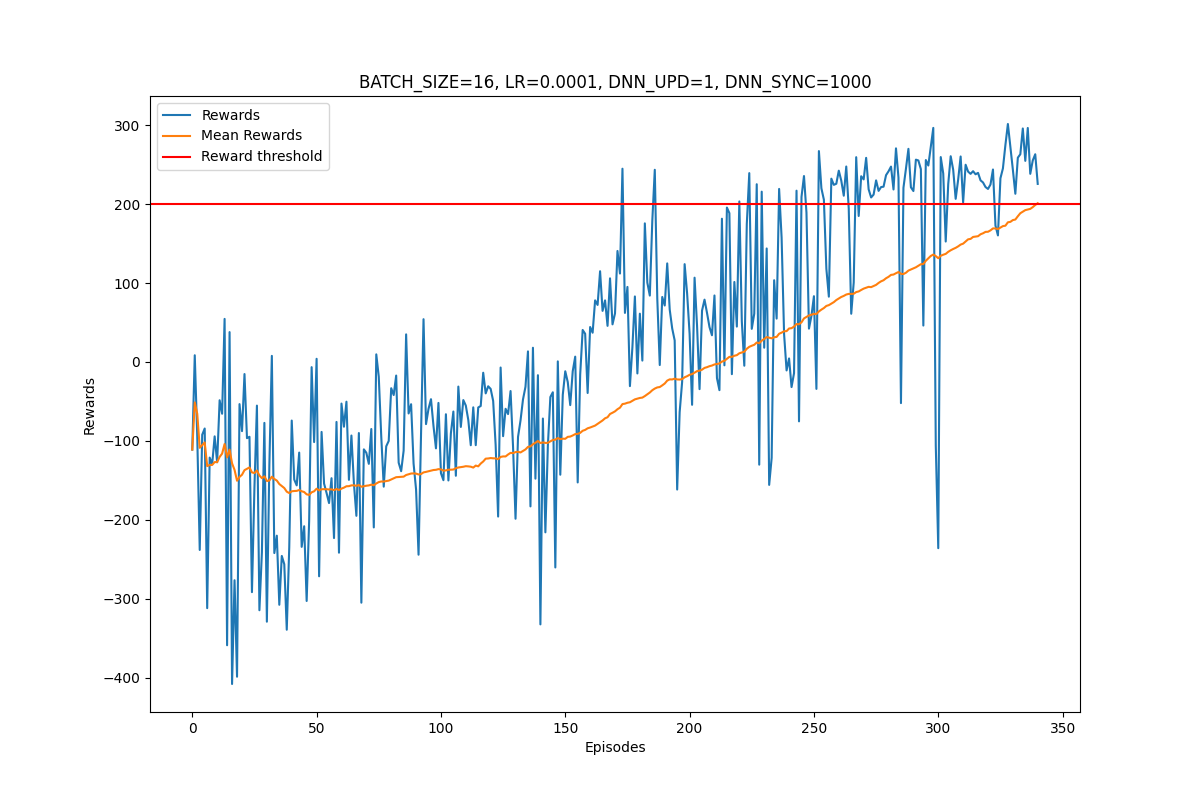 BATCH_SIZE=16, LR=0.0001, DNN_UPD=1, DNN_SYNC=1000
Rewards
Mean Rewards
Reward threshold
300
200
100
0
−100
−200
−300
−400
Rewards
0 50 100 150 200 250 300 350
Episodes